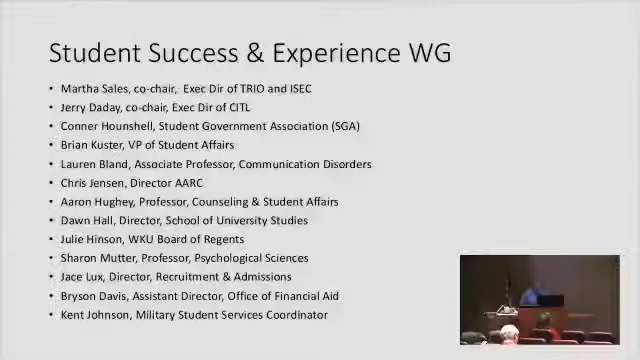 Student Success & Experience WG
• Martha Sales, co-chair,  Exec Dir of TRIO and ISEC
• Jerry Daday, co-chair, Exec Dir of CITL
• Conner Hounshell, Student Government Association (SGA)
• Brian Kuster, VP of Student Affairs
• Lauren Bland, Associate Professor, Communication Disorders
• Chris Jensen, Director AARC
• Aaron Hughey, Professor, Counseling & Student Affairs
• Dawn Hall, Director, School of University Studies
• Julie Hinson, WKU Board of Regents
• Sharon Mutter, Professor, Psychological Sciences
• Jace Lux, Director, Recruitment & Admissions
• Bryson Davis, Assistant Director, Office of Financial Aid
• Kent Johnson, Military Student Services Coordinator